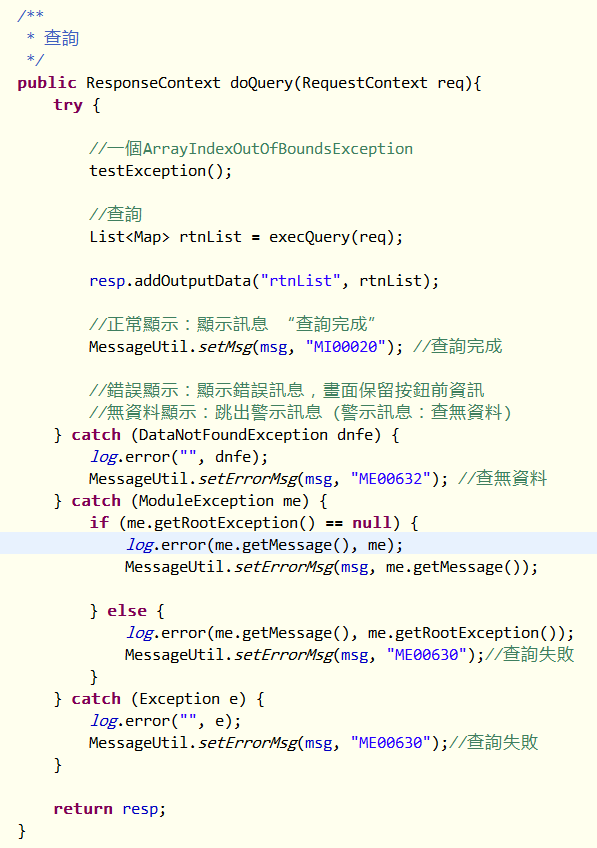 /**
 * 查詢
 */
public ResponseContext doQuery(RequestContext req){
    try {
        //一個ArrayIndexOutOfBoundsException
        testException();
        //查詢
        List<Map> rtnList = execQuery(req);
        resp.addOutputData("rtnList", rtnList);
        //正常顯示：顯示訊息 “查詢完成”
        MessageUtil.setMsg(msg, "MI00020"); //查詢完成
        //錯誤顯示：顯示錯誤訊息，畫面保留按鈕前資訊
        //無資料顯示：跳出警示訊息 (警示訊息：查無資料)
    } catch (DataNotFoundException dnfe) {
        log.error("", dnfe);
        MessageUtil.setErrorMsg(msg, "ME00632"); //查無資料
    } catch (ModuleException me) {
        if (me.getRootException() == null) {
            log.error(me.getMessage(), me);
            MessageUtil.setErrorMsg(msg, me.getMessage());
        } else {
            log.error(me.getMessage(), me.getRootException());
            MessageUtil.setErrorMsg(msg, "ME00630");//查詢失敗
        }
    } catch (Exception e) {
        log.error("", e);
        MessageUtil.setErrorMsg(msg, "ME00630");//查詢失敗
    }
    return resp;
}